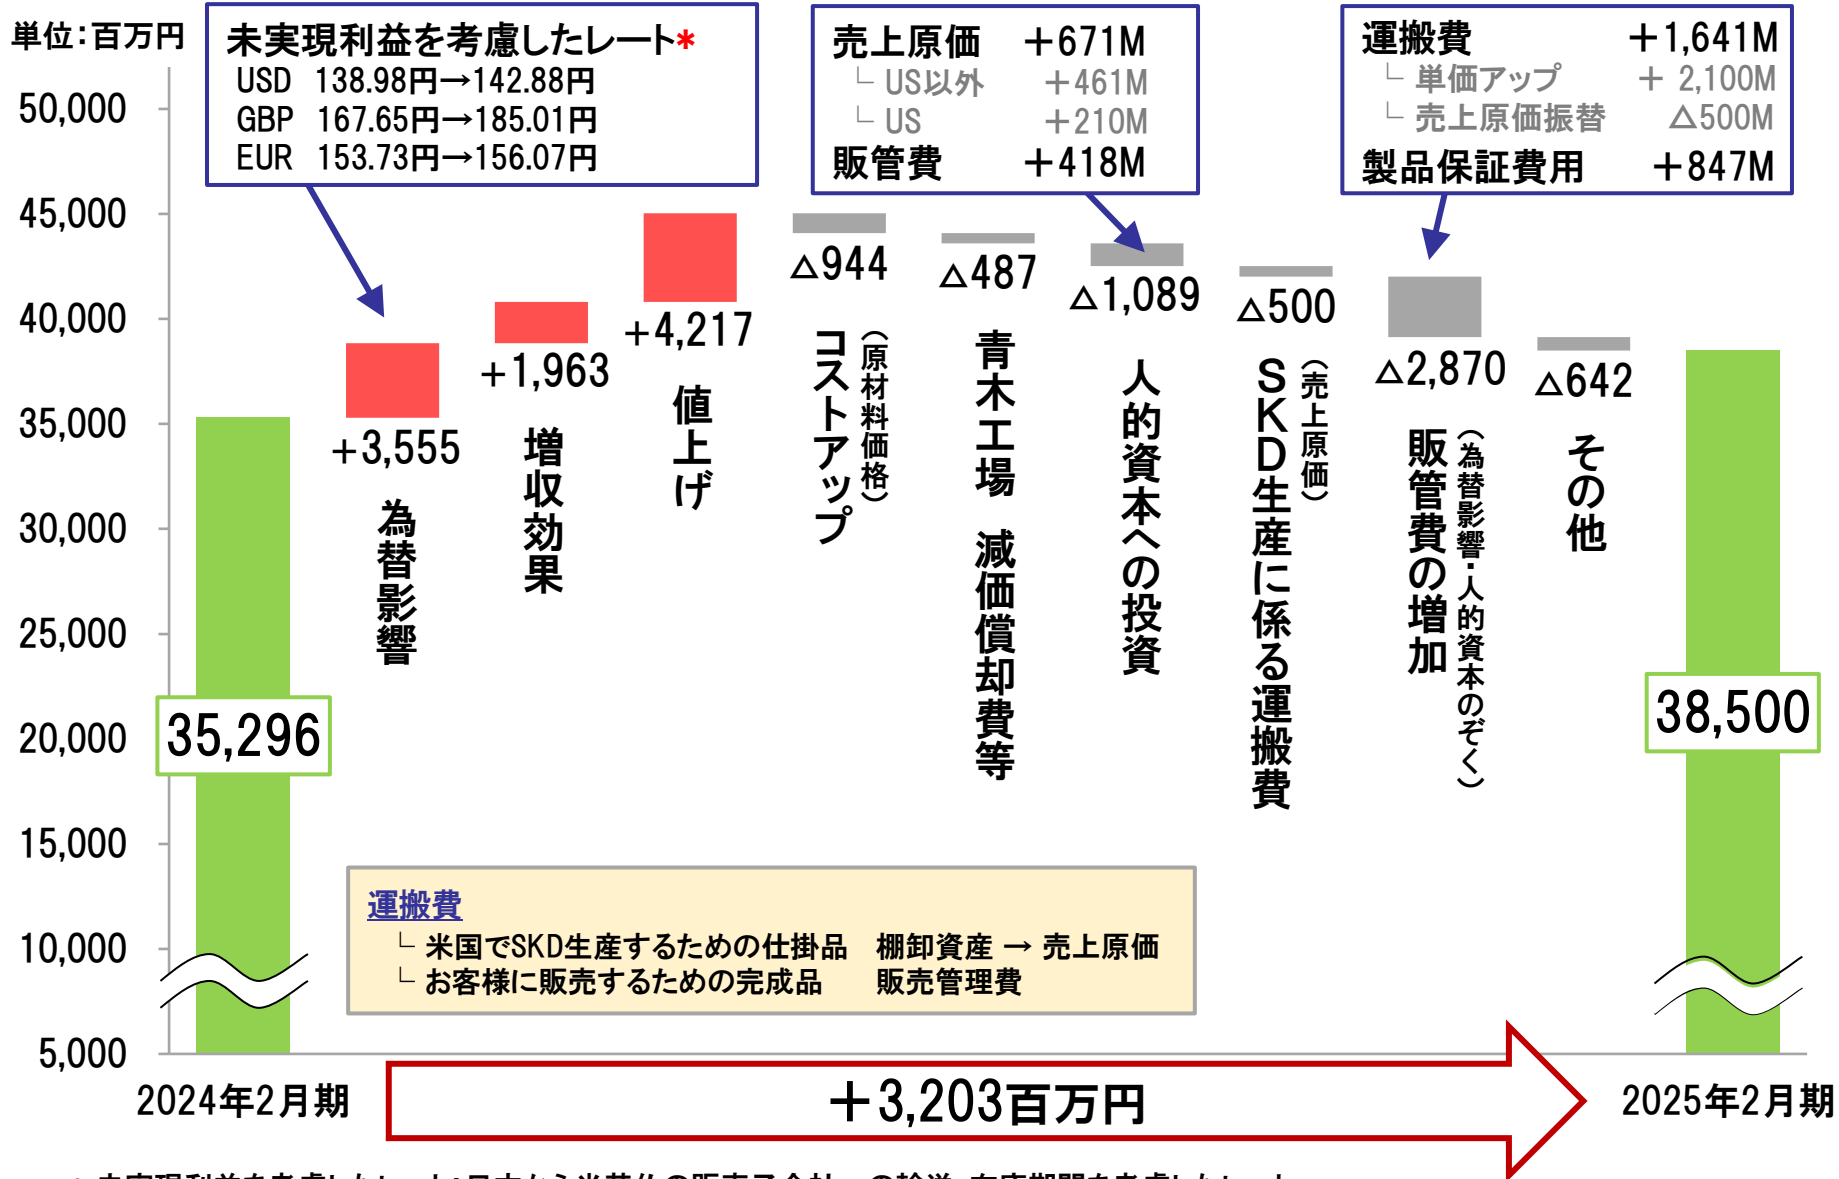 単位：百万円
未実現利益を考慮したレート*
USD 138.98円→142.88円
GBP 167.65円→185.01円
EUR 153.73円→156.07円
売上原価 ＋671M
└ US以外 ＋461M
└ US ＋210M
販管費 ＋418M
運搬費 ＋1,641M
└ 単価アップ ＋ 2,100M
└ 売上原価振替 △500M
製品保証費用 ＋847M
50,000
45,000
40,000
35,000
30,000
25,000
20,000
15,000
10,000
5,000
35,296
＋3,555
為替影響
＋1,963
増収効果
＋4,217
値上げ
△944
コストアップ
（原材料価格）
△487
青木工場 減価償却費等
△1,089
人的資本への投資
△500
ＳＫＤ生産に係る運搬費
（売上原価）
△2,870
販管費の増加
（為替影響・人的資本のぞく）
△642
その他
38,500
運搬費
└ 米国でSKD生産するための仕掛品 棚卸資産 → 売上原価
└ お客様に販売するための完成品 販売管理費
2024年2月期
＋3,203百万円
2025年2月期